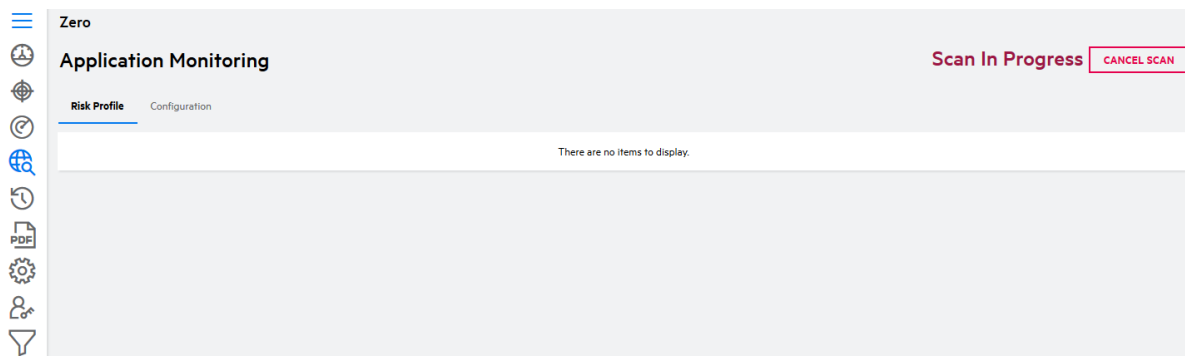 Zero
Application Monitoring
Scan In Progress
CANCEL SCAN
Risk Profile
Configuration
There are no items to display.
PDF